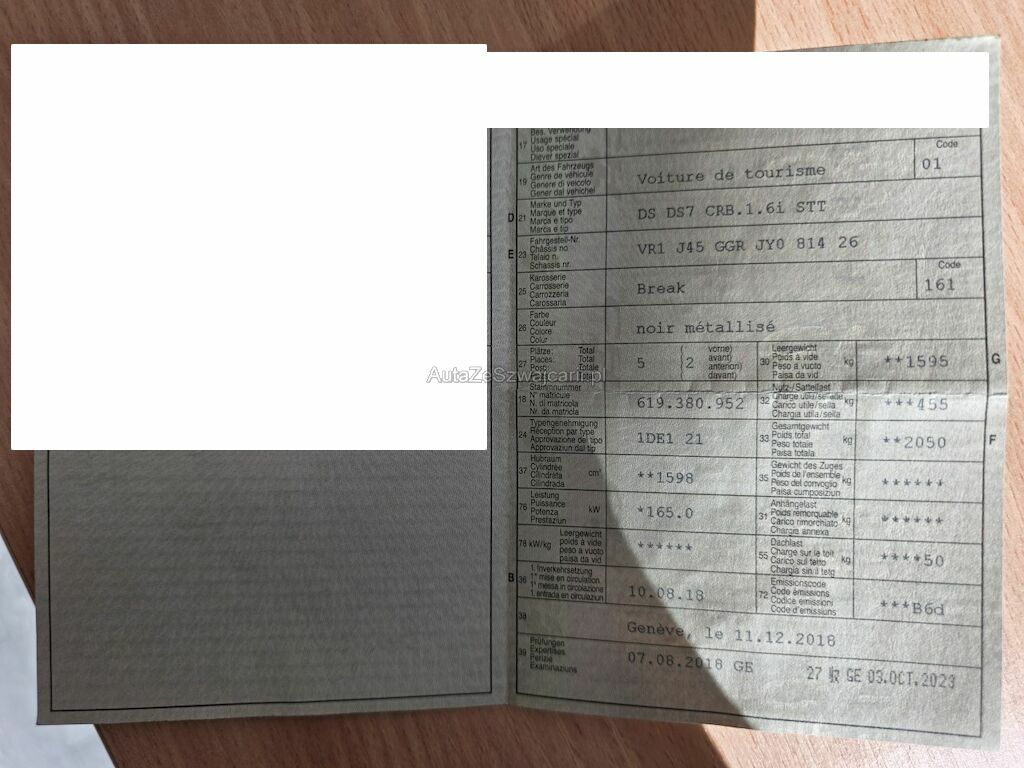 Bes. Verwendung
Usage spécial
Uso speciale
Diever spezial
17
Art des Fahrzeugs
Genre de véhicule
Genere di veicolo
Gener dal vehichel
19
Voiture de tourisme
Code
01
D 21
Marke und Typ
Marque et type
Marca e tipo
Marca e tip
DS DS7 CRB.1.6i STT
E 23
Fahrgestell-Nr.
Châssis no
Telaio n.
Schassis nr.
VR1 J45 GGR JY0 814 26
25
Karosserie
Carrosserie
Carrozzeria
Carossaria
Break
Code
161
26
Farbe
Couleur
Colore
Colur
noir métallisé
27
Plätze: Total
Places: Total
Posti: Totale
Total
5 (2
vorne)
avant)
anteriori)
davant)
30
Leergewicht
Poids à vide
Peso a vuoto
Paisa da vid
kg
**1595
G
18
Stammnummer
N° matricule
N. di matricola
Nr. da matricla
619.380.952
32
Nutz-/Sattellast
Charge utile/sellette
Carico utile/sella
Chargia utila/sella
kg
***455
24
Typengenehmigung
Réception par type
Approvazione del tipo
Approvaziun dal tip
1DE1 21
33
Gesamtgewicht
Poids total
Peso totale
Paisa totala
kg
**2050
F
37
Hubraum
Cylindrée
Cilindrata
Cilindrada
cm³
**1598
35
Gewicht des Zuges
Poids de l'ensemble
Peso del convoglio
Paisa cumposiziun
kg
******
76
Leistung
Puissance
Potenza
Prestaziun
kW
*165.0
31
Anhängelast
Poids remorquable
Carico rimorchiato
Chargia annexa
kg
******
78 kW/kg
Leergewicht
poids à vide
peso a vuoto
paisa da vid
******
55
Dachlast
Charge sur le toit
Carico sul tetto
Chargia sin il tetg
kg
****50
B 36
1. Inverkehrsetzung
1re mise en circulation
1a messa in circolazione
1. entrada en circulaziun
10.08.18
72
Emissionscode
Code émissions
Codice emissioni
Code d'emissiuns
***B6d
38
Genève, le 11.12.2018
39
Prüfungen
Expertises
Perizie
Examinaziuns
07.08.2018 GE
27 GE 03.OCT.2023
AutaZeSzwajcarii.pl